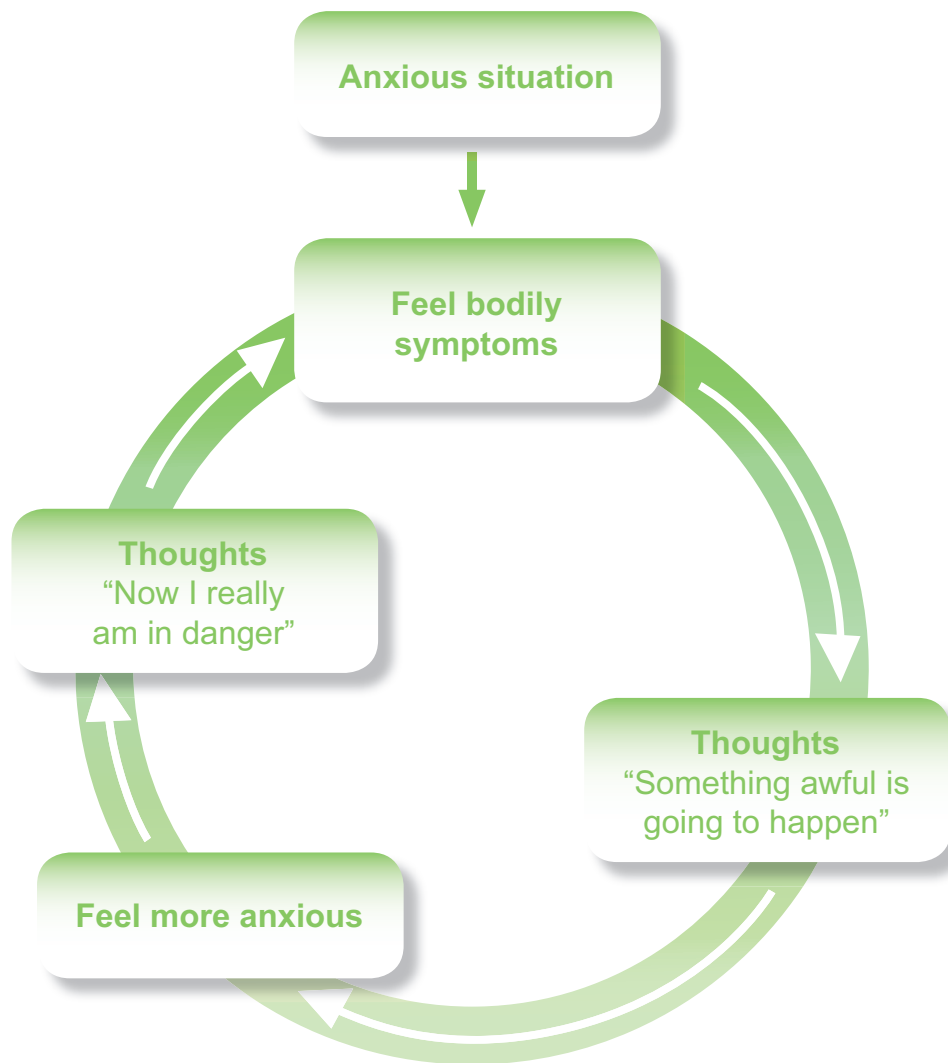 Anxious situation
Feel bodily
symptoms
Thoughts
“Something awful is
going to happen”
Feel more anxious
Thoughts
“Now I really
am in danger”